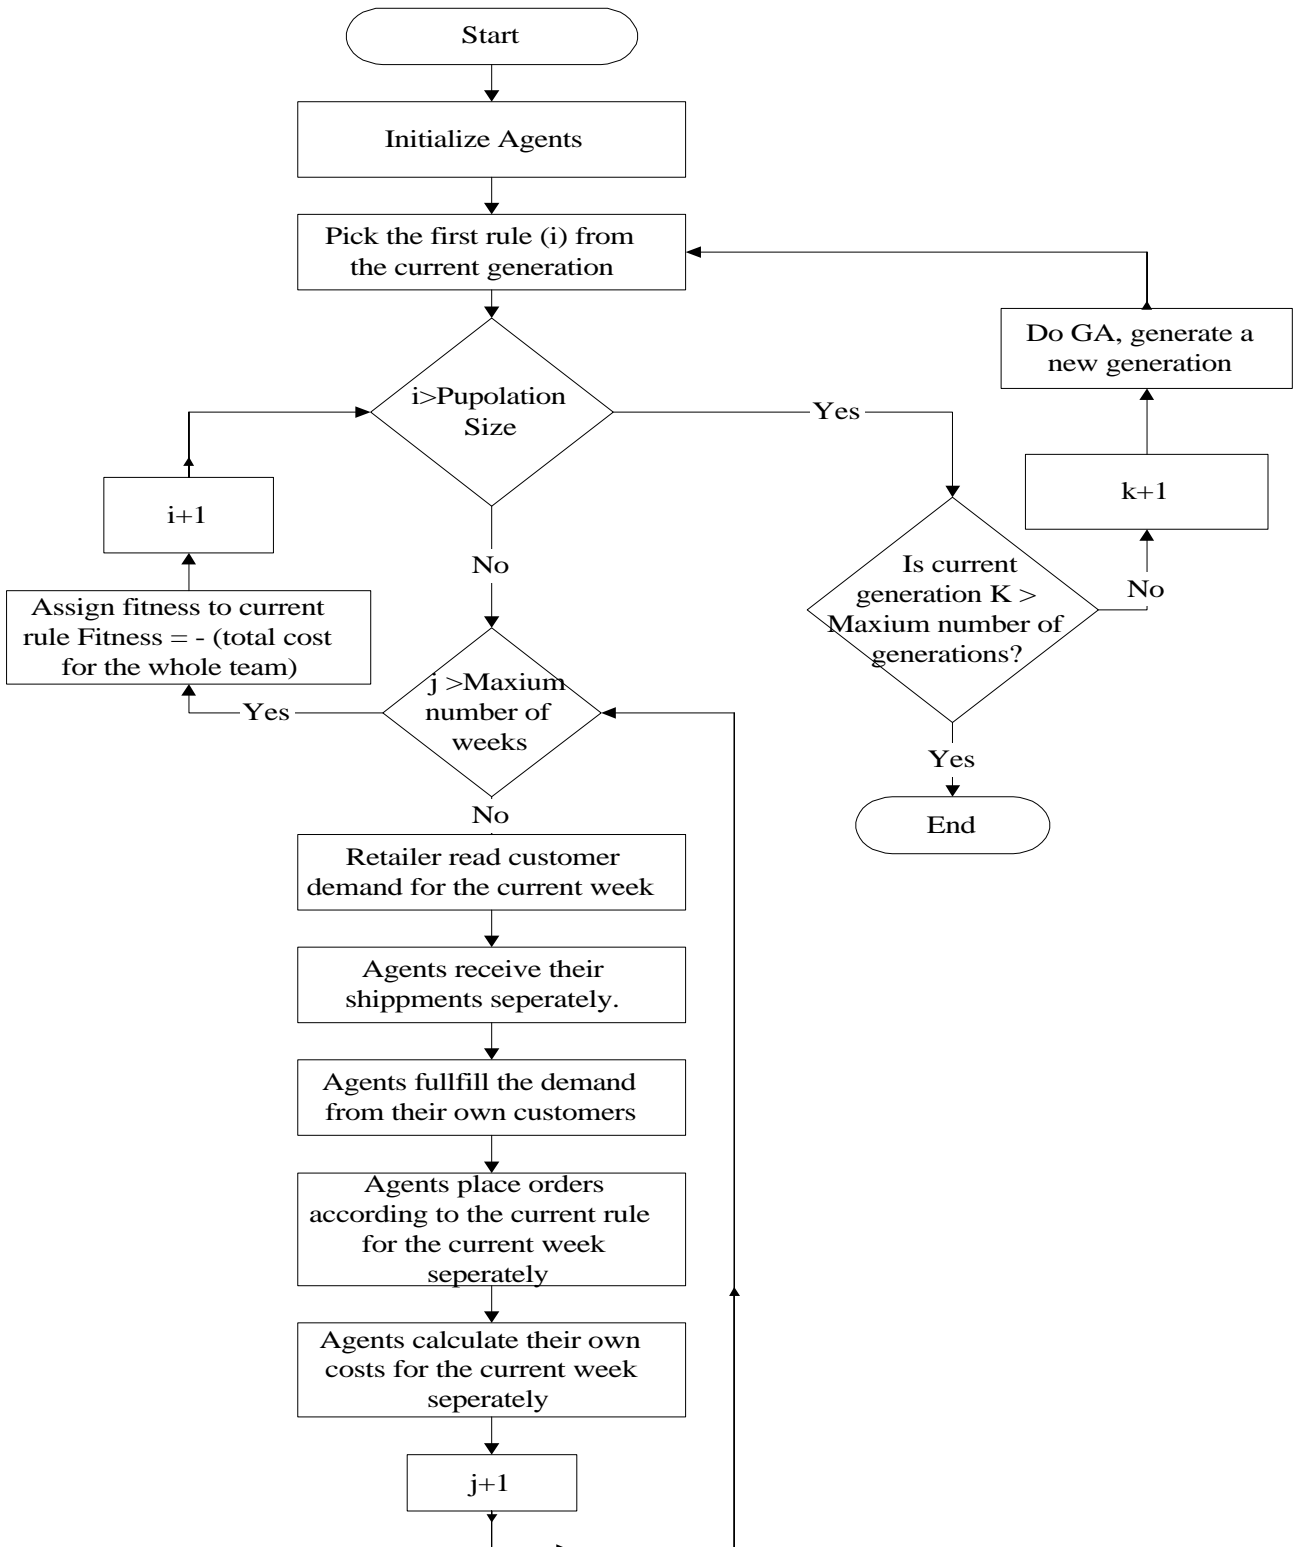 Start
Initialize Agents
Pick the first rule (i) from
the current generation
Do GA, generate a
new generation
i>Pupolation
Size
Yes
k+1
i+1
No
Is current
generation K >
Maxium number of
generations?
No
Assign fitness to current
rule Fitness = - (total cost
for the whole team)
j >Maxium
number of
weeks
Yes
Yes
No
End
Retailer read customer
demand for the current week
Agents receive their
shippments seperately.
Agents fullfill the demand
from their own customers
Agents place orders
according to the current rule
for the current week
seperately
Agents calculate their own
costs for the current week
seperately
j+1